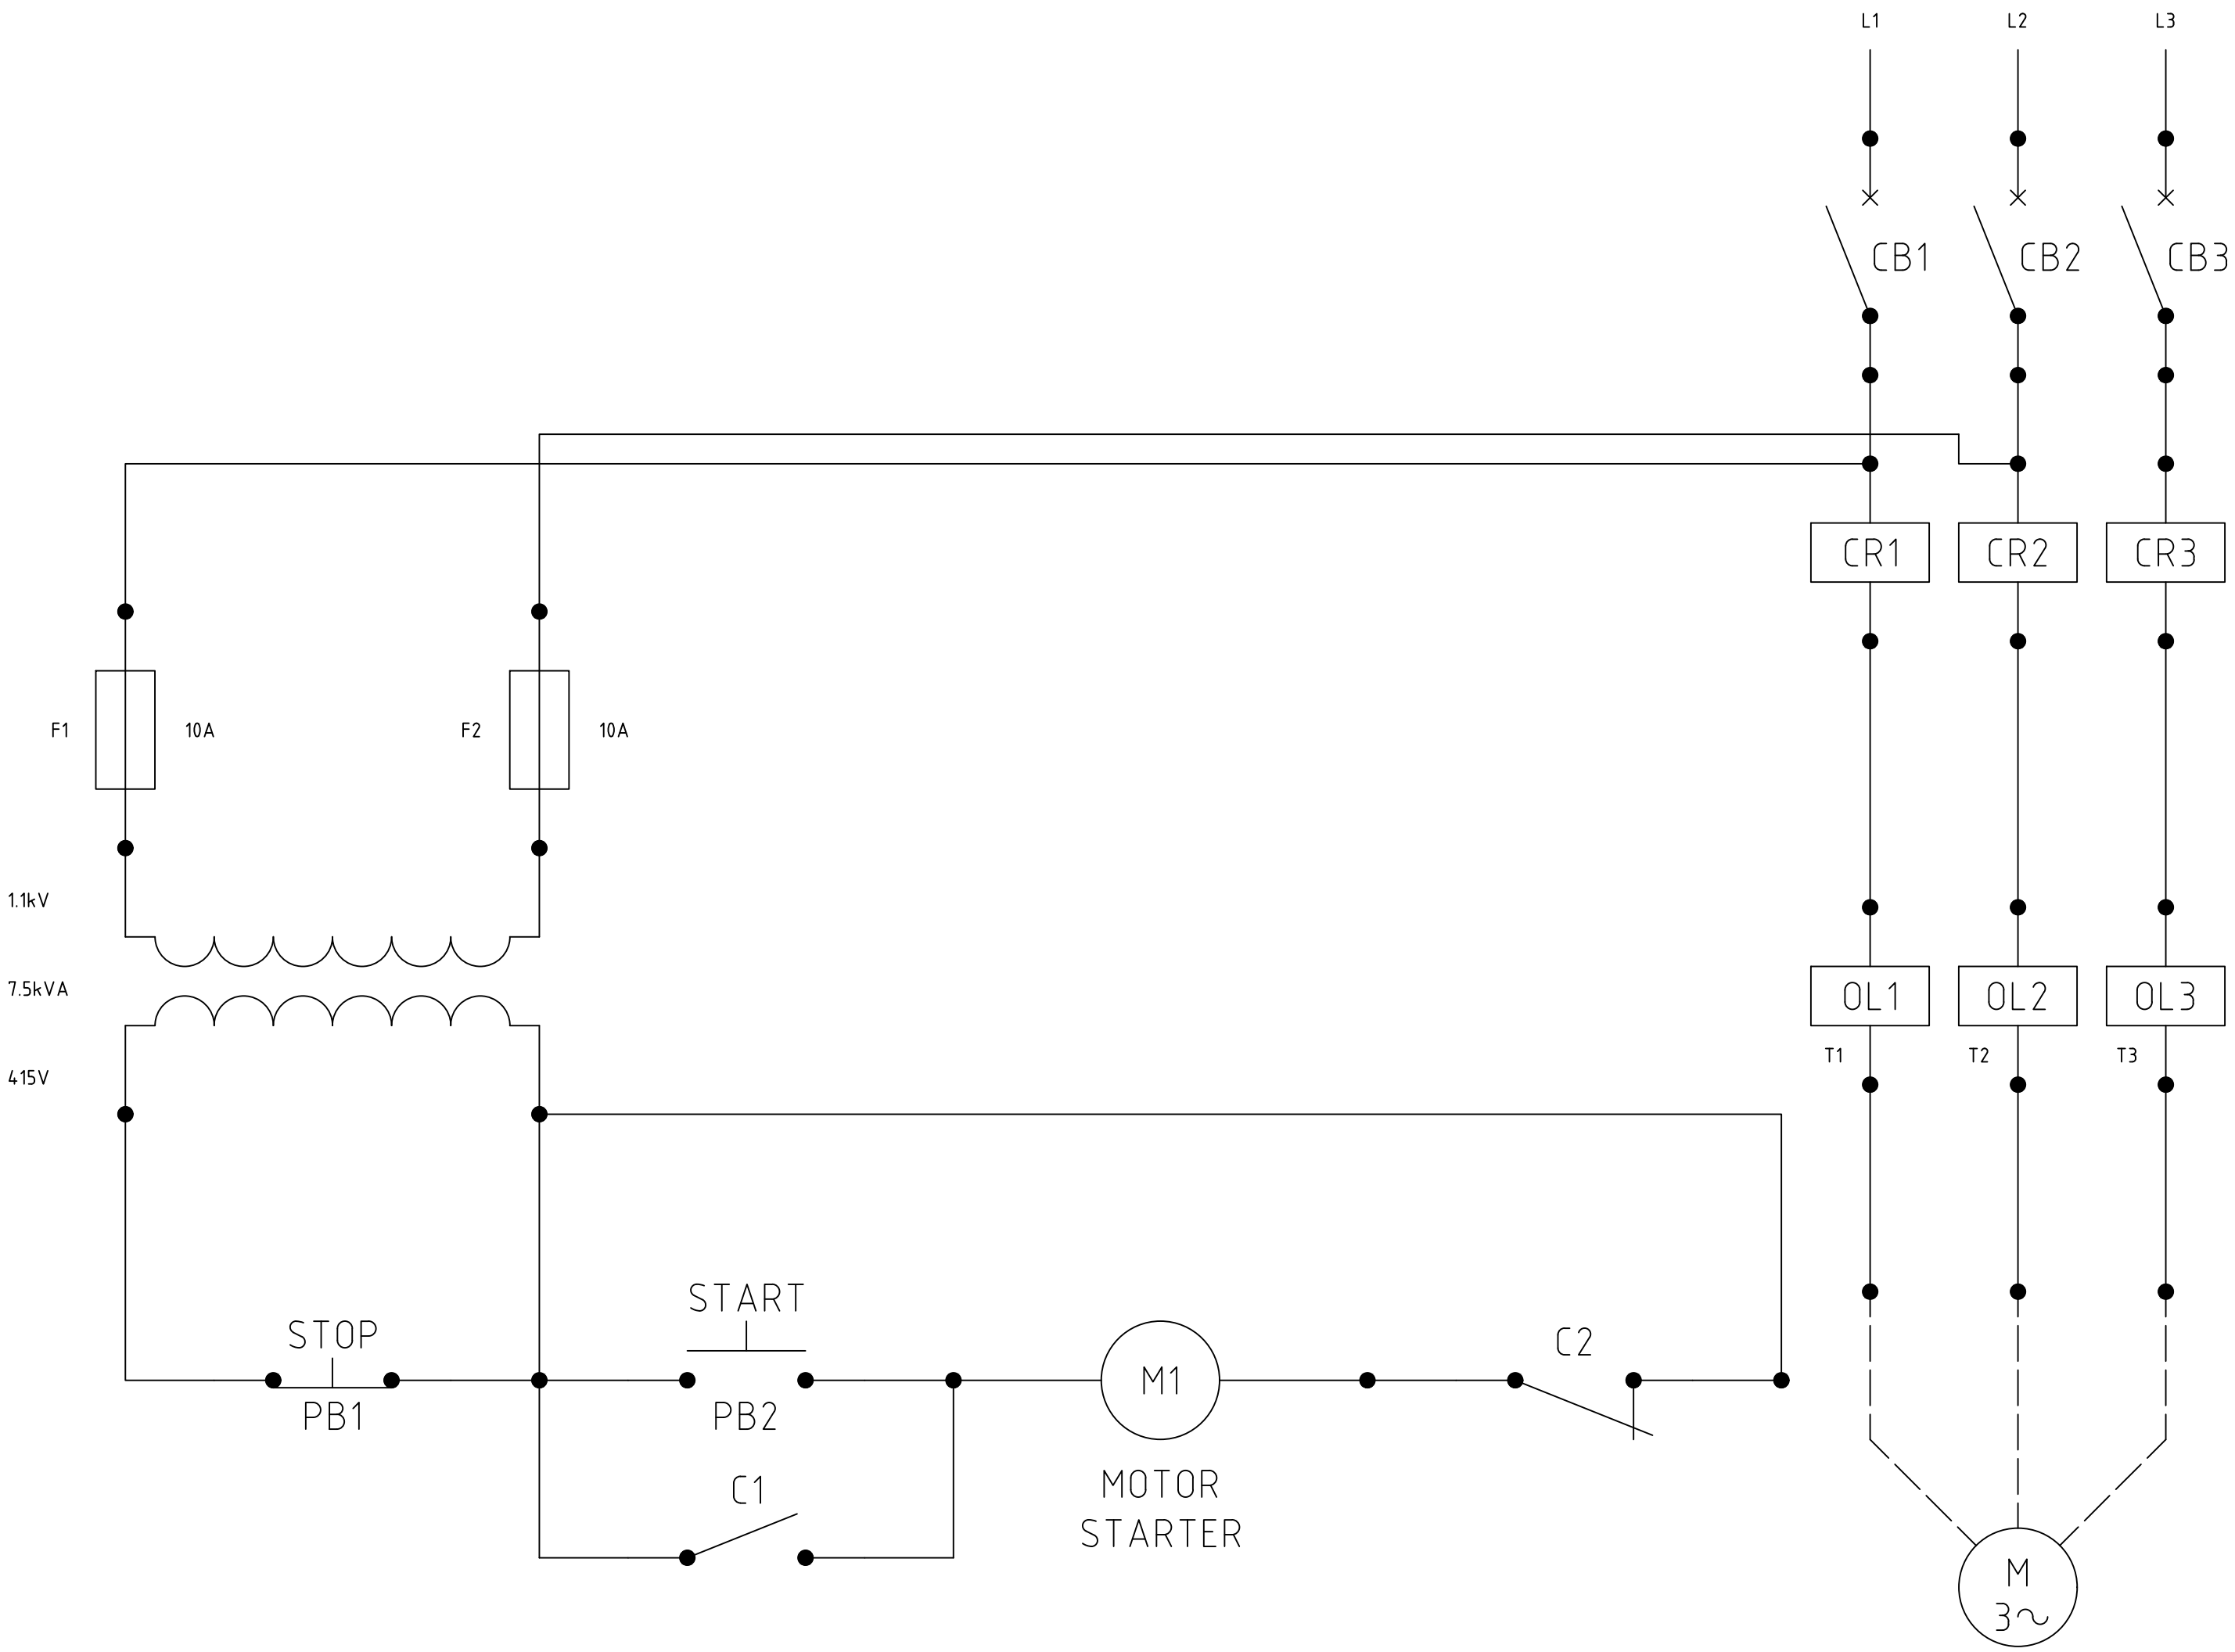 L1 L2 L3
CB1 CB2 CB3
CR1 CR2 CR3
F1 10A F2 10A
1.1kV
7.5kVA
OL1 OL2 OL3
T1 T2 T3
415V
START
STOP
C2
M1
PB1
PB2
C1
MOTOR
STARTER
M
3~